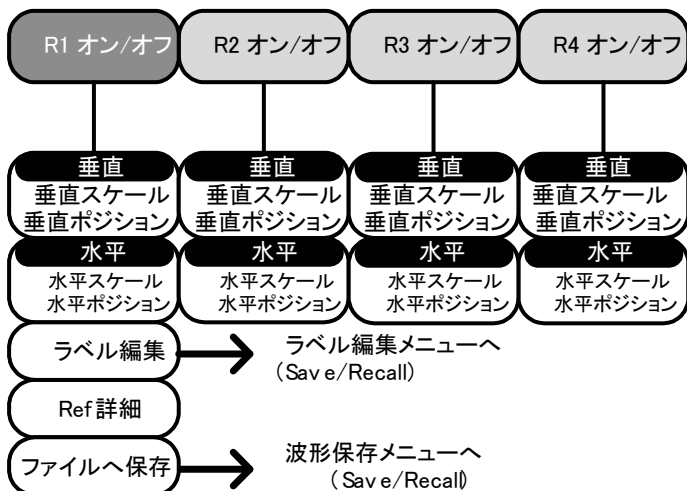 R1 オン/オフ
R2 オン/オフ
R3 オン/オフ
R4 オン/オフ
垂直
垂直スケール
垂直ポジション
垂直
垂直スケール
垂直ポジション
垂直
垂直スケール
垂直ポジション
垂直
垂直スケール
垂直ポジション
水平
水平スケール
水平ポジション
水平
水平スケール
水平ポジション
水平
水平スケール
水平ポジション
水平
水平スケール
水平ポジション
ラベル編集
ラベル編集メニューへ
(Save/Recall)
Ref詳細
ファイルへ保存
波形保存メニューへ
(Save/Recall)